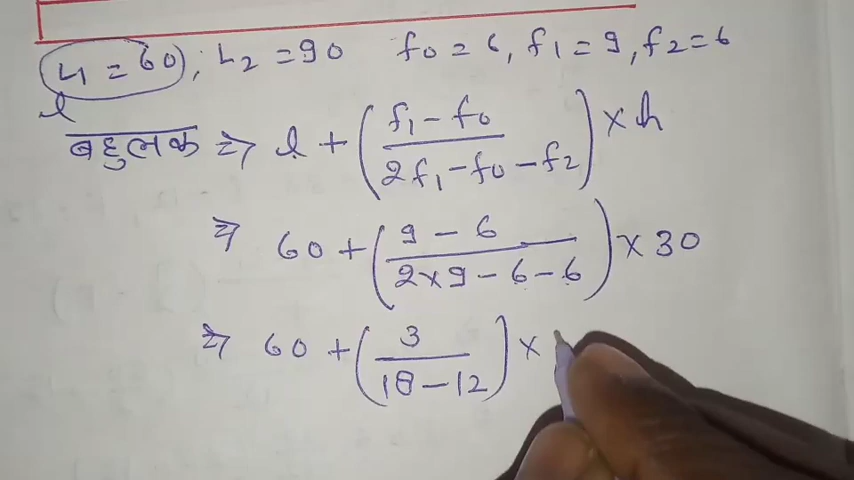 L1 = 60; L2 = 90 f0 = 6, f1 = 9, f2 = 6
l
बहुलक ⇒ l + ( f1 - f0 / 2f1 - f0 - f2 ) × h
⇒ 60 + ( 9 - 6 / 2×9 - 6 - 6 ) × 30
⇒ 60 + ( 3 / 18 - 12 ) ×